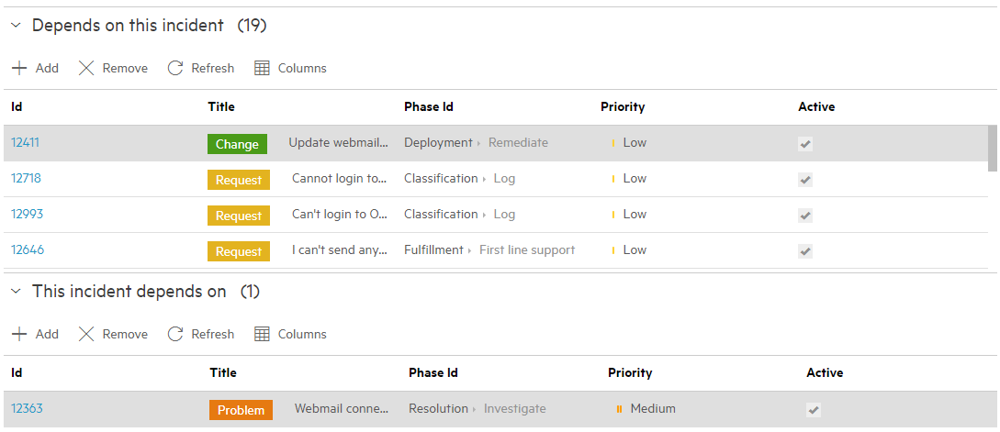 Depends on this incident (19)
Add Remove Refresh Columns
Id Title Phase Id Priority Active
12411 Change Update webmail... Deployment Remediate Low
12718 Request Cannot login to... Classification Log Low
12993 Request Can't login to O... Classification Log Low
12646 Request I can't send any... Fulfillment First line support Low
This incident depends on (1)
Add Remove Refresh Columns
Id Title Phase Id Priority Active
12363 Problem Webmail conne... Resolution Investigate Medium